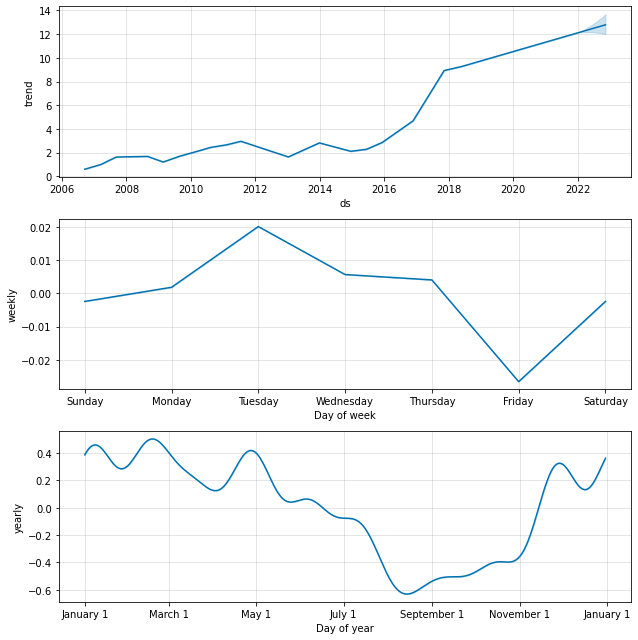 14
12
10
8
6
4
2
0
trend
2006 2008 2010 2012 2014 2016 2018 2020 2022
ds
0.02
0.01
0.00
−0.01
−0.02
weekly
Sunday Monday Tuesday Wednesday Thursday Friday Saturday
Day of week
0.4
0.2
0.0
−0.2
−0.4
−0.6
yearly
January 1 March 1 May 1 July 1 September 1 November 1 January 1
Day of year